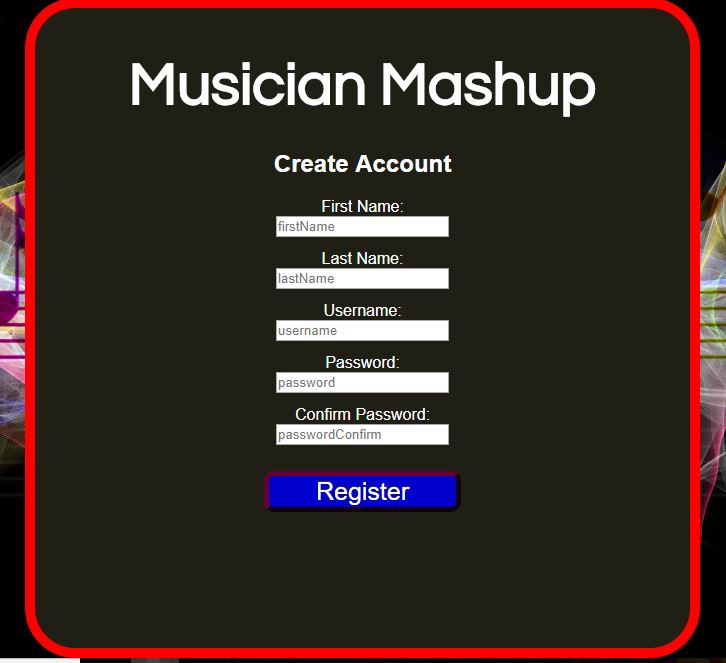 Musician Mashup
Create Account
First Name:
firstName
Last Name:
lastName
Username:
username
Password:
password
Confirm Password:
passwordConfirm
Register